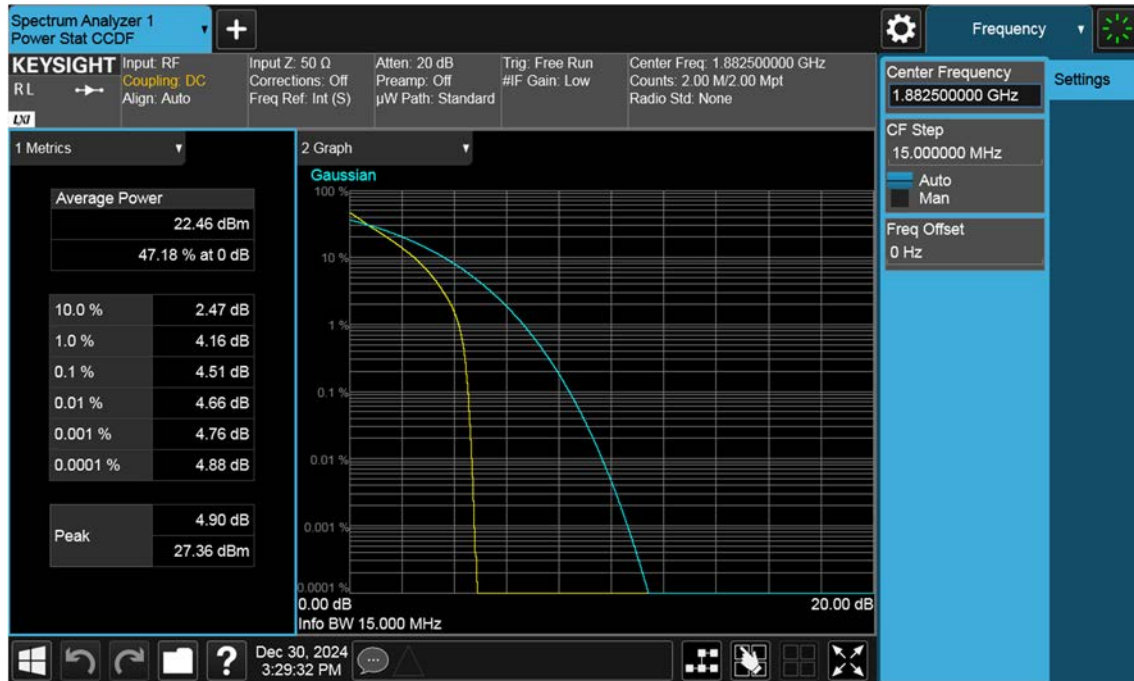 Spectrum Analyzer 1
Power Stat CCDF
Frequency
KEYSIGHT
R L
LXI
Input: RF
Coupling: DC
Align: Auto
Input Z: 50 Ω
Corrections: Off
Freq Ref: Int (S)
Atten: 20 dB
Preamp: Off
µW Path: Standard
Trig: Free Run
#IF Gain: Low
Center Freq: 1.882500000 GHz
Counts: 2.00 M/2.00 Mpt
Radio Std: None
1 Metrics
Average Power
22.46 dBm
47.18 % at 0 dB
10.0 % 2.47 dB
1.0 % 4.16 dB
0.1 % 4.51 dB
0.01 % 4.66 dB
0.001 % 4.76 dB
0.0001 % 4.88 dB
Peak
4.90 dB
27.36 dBm
2 Graph
Gaussian
100 %
10 %
1 %
0.1 %
0.01 %
0.001 %
0.0001 %
0.00 dB 20.00 dB
Info BW 15.000 MHz
Center Frequency
1.882500000 GHz
CF Step
15.000000 MHz
Auto
Man
Freq Offset
0 Hz
Settings
?
Dec 30, 2024
3:29:32 PM